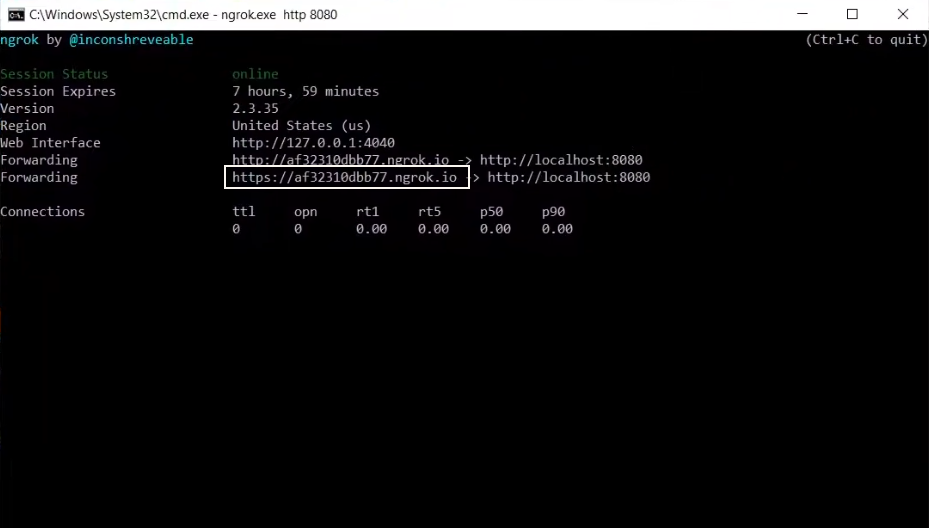 C:\Windows\System32\cmd.exe - ngrok.exe http 8080
ngrok by @inconshreveable (Ctrl+C to quit)
Session Status online
Session Expires 7 hours, 59 minutes
Version 2.3.35
Region United States (us)
Web Interface http://127.0.0.1:4040
Forwarding http://af32310dbb77.ngrok.io -> http://localhost:8080
Forwarding https://af32310dbb77.ngrok.io -> http://localhost:8080
Connections ttl opn rt1 rt5 p50 p90
0 0 0.00 0.00 0.00 0.00